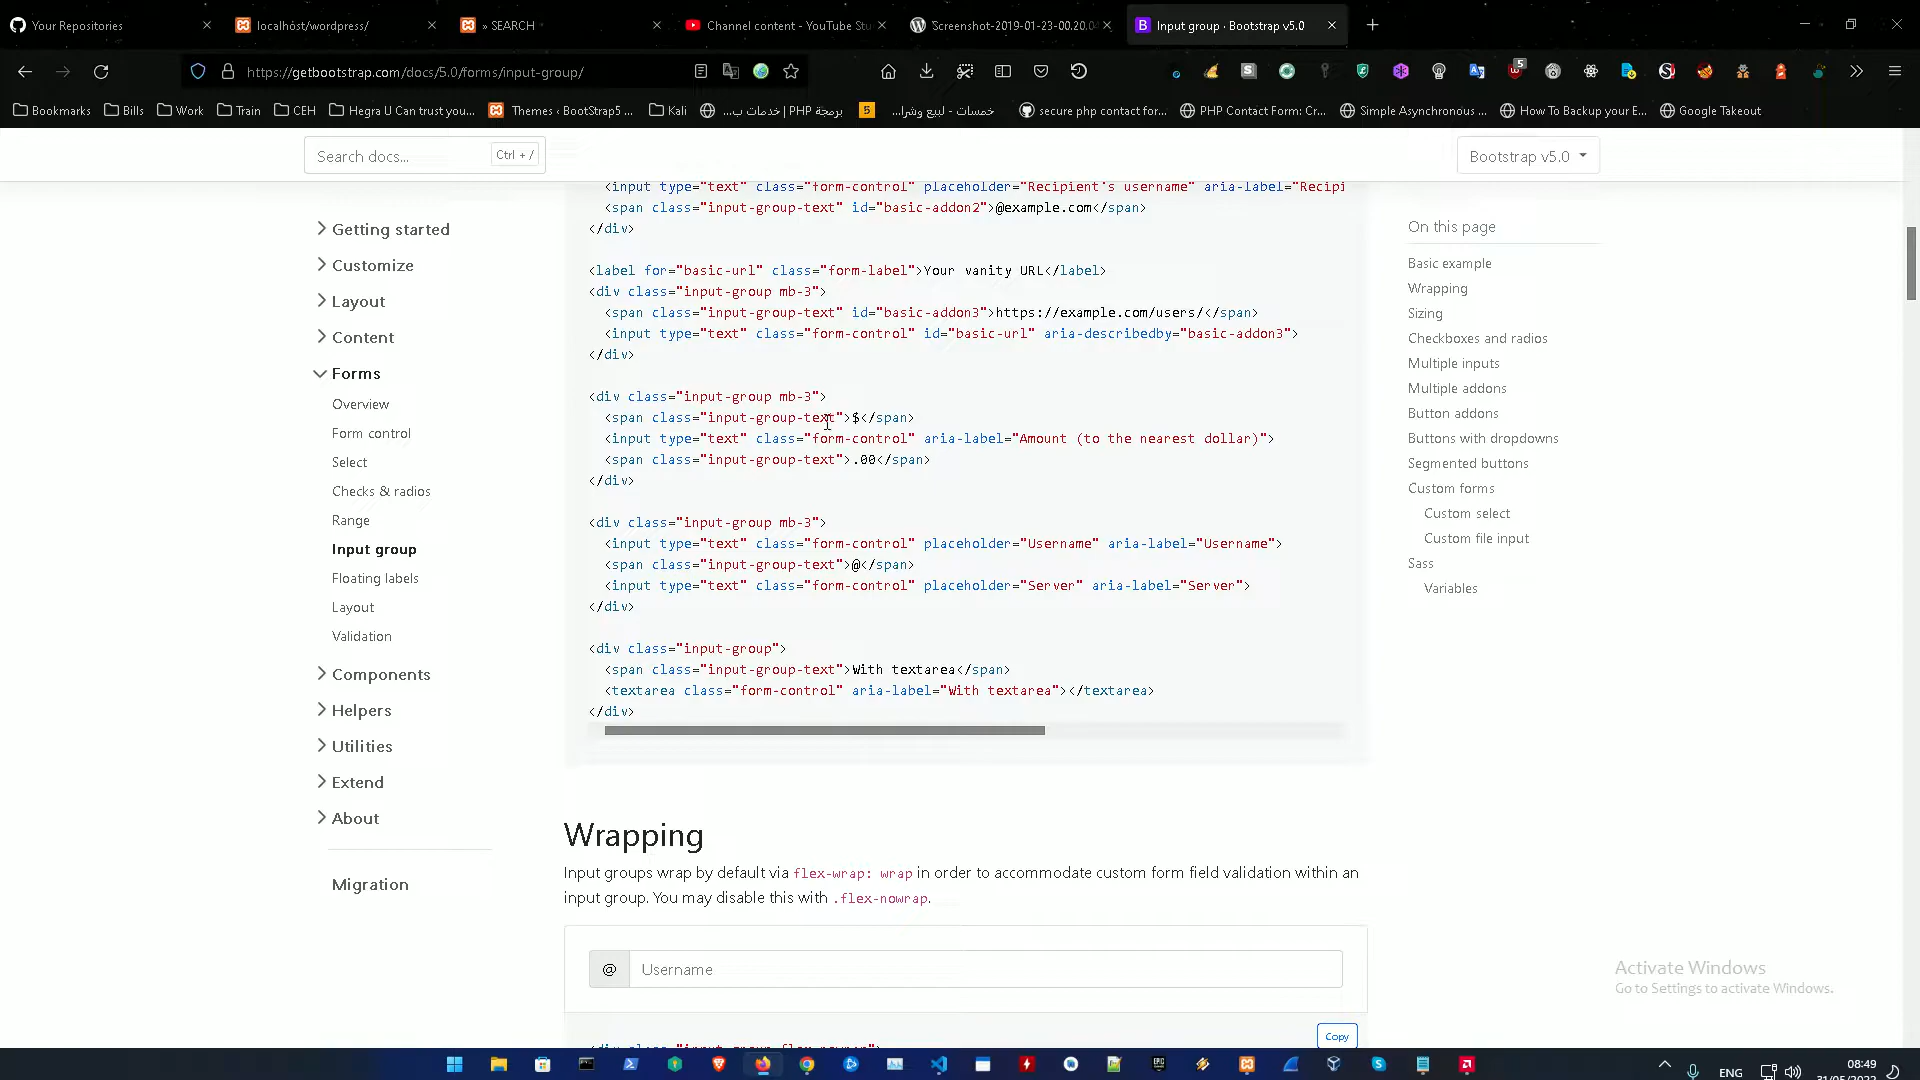 Your Repositories
localhost/wordpress/
» SEARCH
Channel content - YouTube Stu
Screenshot-2019-01-23-00.20.0
Input group · Bootstrap v5.0
https://getbootstrap.com/docs/5.0/forms/input-group/
5
Bookmarks
Bills
Work
Train
CEH
Hegra U Can trust you...
Themes ‹ BootStrap5 ...
Kali
برمجة PHP | خدمات ب...
5
خمسات - لبيع وشرا...
secure php contact for...
PHP Contact Form: Cr...
Simple Asynchronous ...
How To Backup your E...
Google Takeout
Search docs...
Ctrl + /
Bootstrap v5.0
Getting started
Customize
Layout
Content
Forms
Overview
Form control
Select
Checks & radios
Range
Input group
Floating labels
Layout
Validation
Components
Helpers
Utilities
Extend
About
Migration
<input type="text" class="form-control" placeholder="Recipient's username" aria-label="Recipi
<span class="input-group-text" id="basic-addon2">@example.com</span>
</div>
<label for="basic-url" class="form-label">Your vanity URL</label>
<div class="input-group mb-3">
<span class="input-group-text" id="basic-addon3">https://example.com/users/</span>
<input type="text" class="form-control" id="basic-url" aria-describedby="basic-addon3">
</div>
<div class="input-group mb-3">
<span class="input-group-text">$</span>
<input type="text" class="form-control" aria-label="Amount (to the nearest dollar)">
<span class="input-group-text">.00</span>
</div>
<div class="input-group mb-3">
<input type="text" class="form-control" placeholder="Username" aria-label="Username">
<span class="input-group-text">@</span>
<input type="text" class="form-control" placeholder="Server" aria-label="Server">
</div>
<div class="input-group">
<span class="input-group-text">With textarea</span>
<textarea class="form-control" aria-label="With textarea"></textarea>
</div>
Wrapping
Input groups wrap by default via flex-wrap: wrap in order to accommodate custom form field validation within an
input group. You may disable this with .flex-nowrap.
@ Username
Copy
On this page
Basic example
Wrapping
Sizing
Checkboxes and radios
Multiple inputs
Multiple addons
Button addons
Buttons with dropdowns
Segmented buttons
Custom forms
Custom select
Custom file input
Sass
Variables
Activate Windows
Go to Settings to activate Windows.
ENG
08:49
31/05/2022